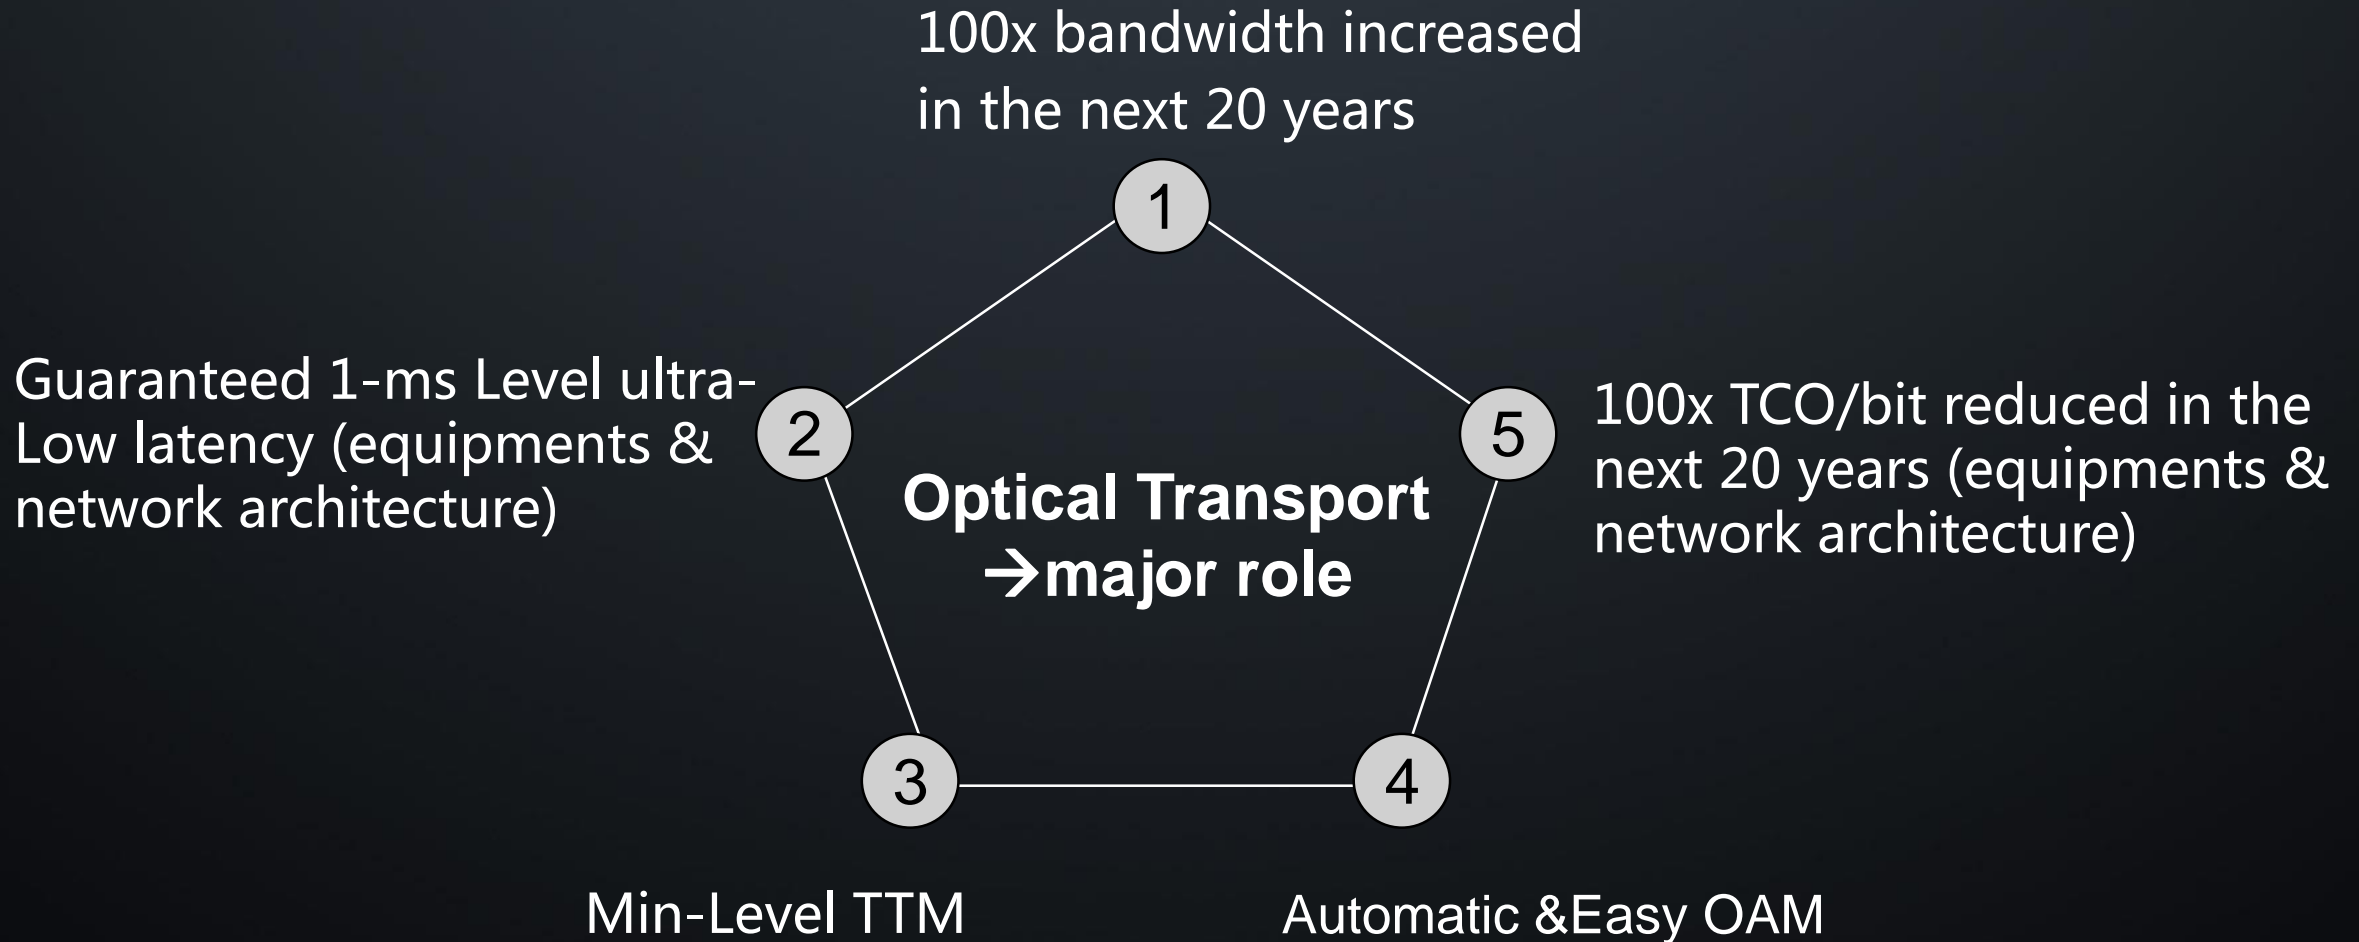 100x bandwidth increased
in the next 20 years
1
Guaranteed 1-ms Level ultra-
Low latency (equipments &
network architecture)
2
5
100x TCO/bit reduced in the
next 20 years (equipments &
network architecture)
Optical Transport
→major role
3
4
Min-Level TTM
Automatic &Easy OAM